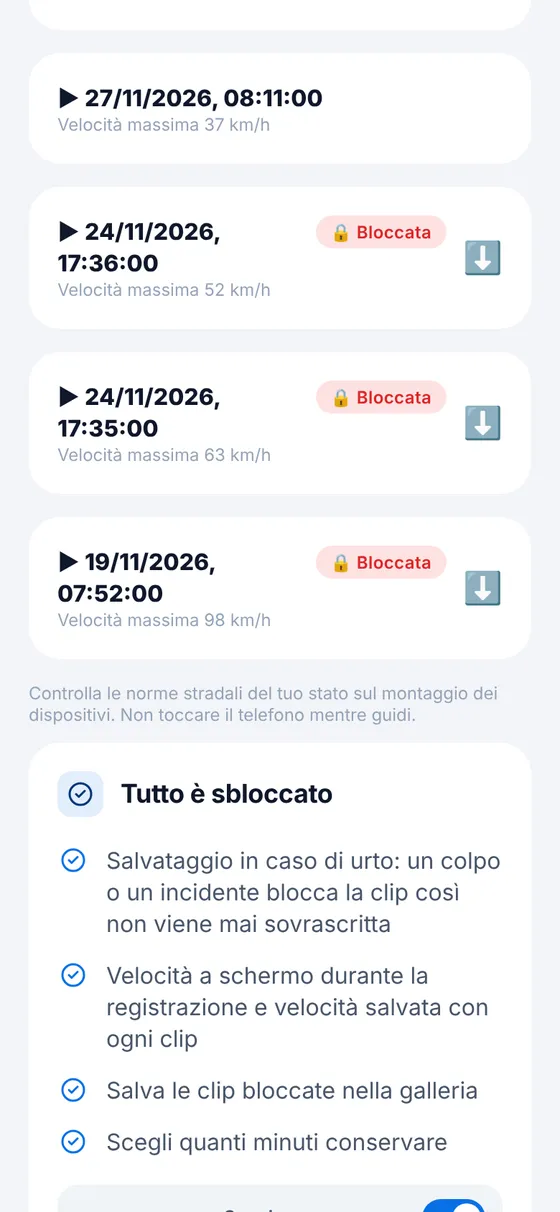 ▶ 27/11/2026, 08:11:00
Velocità massima 37 km/h
▶ 24/11/2026,
17:36:00
🔒 Bloccata
Velocità massima 52 km/h
▶ 24/11/2026,
17:35:00
🔒 Bloccata
Velocità massima 63 km/h
▶ 19/11/2026,
07:52:00
🔒 Bloccata
Velocità massima 98 km/h
Controlla le norme stradali del tuo stato sul montaggio dei
dispositivi. Non toccare il telefono mentre guidi.
Tutto è sbloccato
Salvataggio in caso di urto: un colpo
o un incidente blocca la clip così
non viene mai sovrascritta
Velocità a schermo durante la
registrazione e velocità salvata con
ogni clip
Salva le clip bloccate nella galleria
Scegli quanti minuti conservare